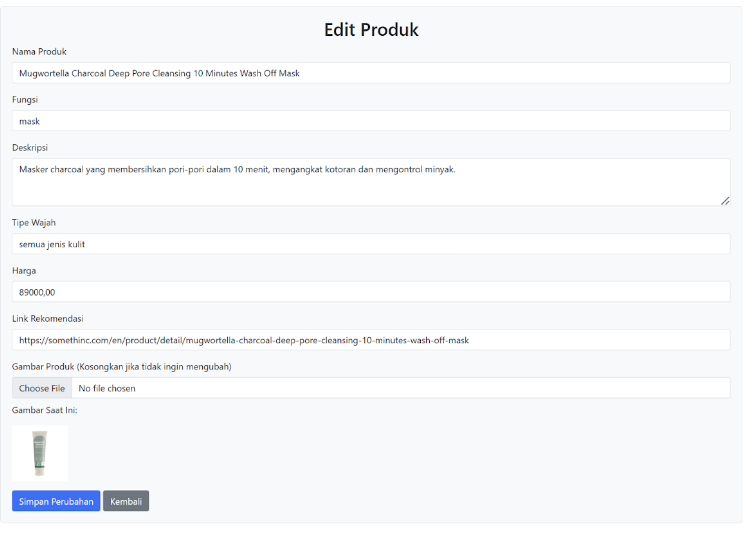 Edit Produk
Nama Produk
Mugwortella Charcoal Deep Pore Cleansing 10 Minutes Wash Off Mask
Fungsi
mask
Deskripsi
Masker charcoal yang membersihkan pori-pori dalam 10 menit, mengangkat kotoran dan mengontrol minyak.
Tipe Wajah
semua jenis kulit
Harga
89000,00
Link Rekomendasi
https://somethinc.com/en/product/detail/mugwortella-charcoal-deep-pore-cleansing-10-minutes-wash-off-mask
Gambar Produk (Kosongkan jika tidak ingin mengubah)
Choose File No file chosen
Gambar Saat Ini:
Simpan Perubahan Kembali